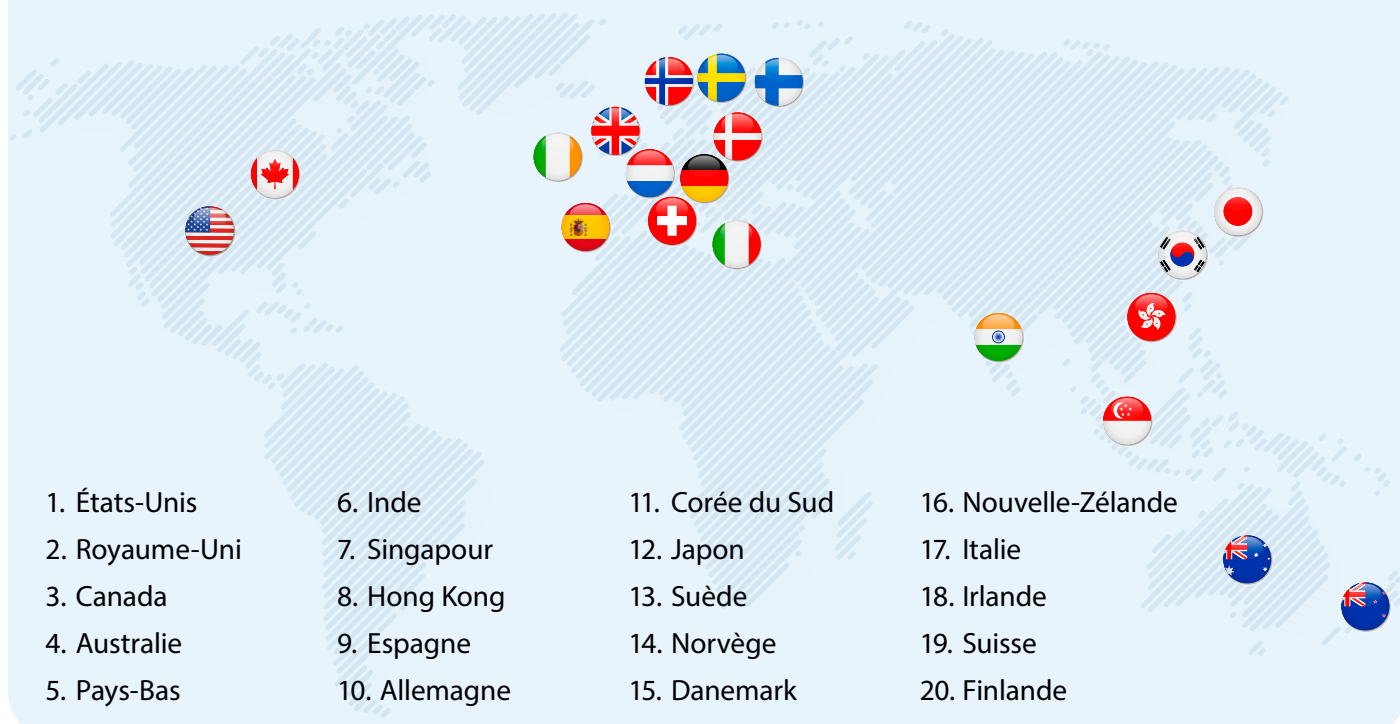 1. États-Unis
2. Royaume-Uni
3. Canada
4. Australie
5. Pays-Bas
6. Inde
7. Singapour
8. Hong Kong
9. Espagne
10. Allemagne
11. Corée du Sud
12. Japon
13. Suède
14. Norvège
15. Danemark
16. Nouvelle-Zélande
17. Italie
18. Irlande
19. Suisse
20. Finlande